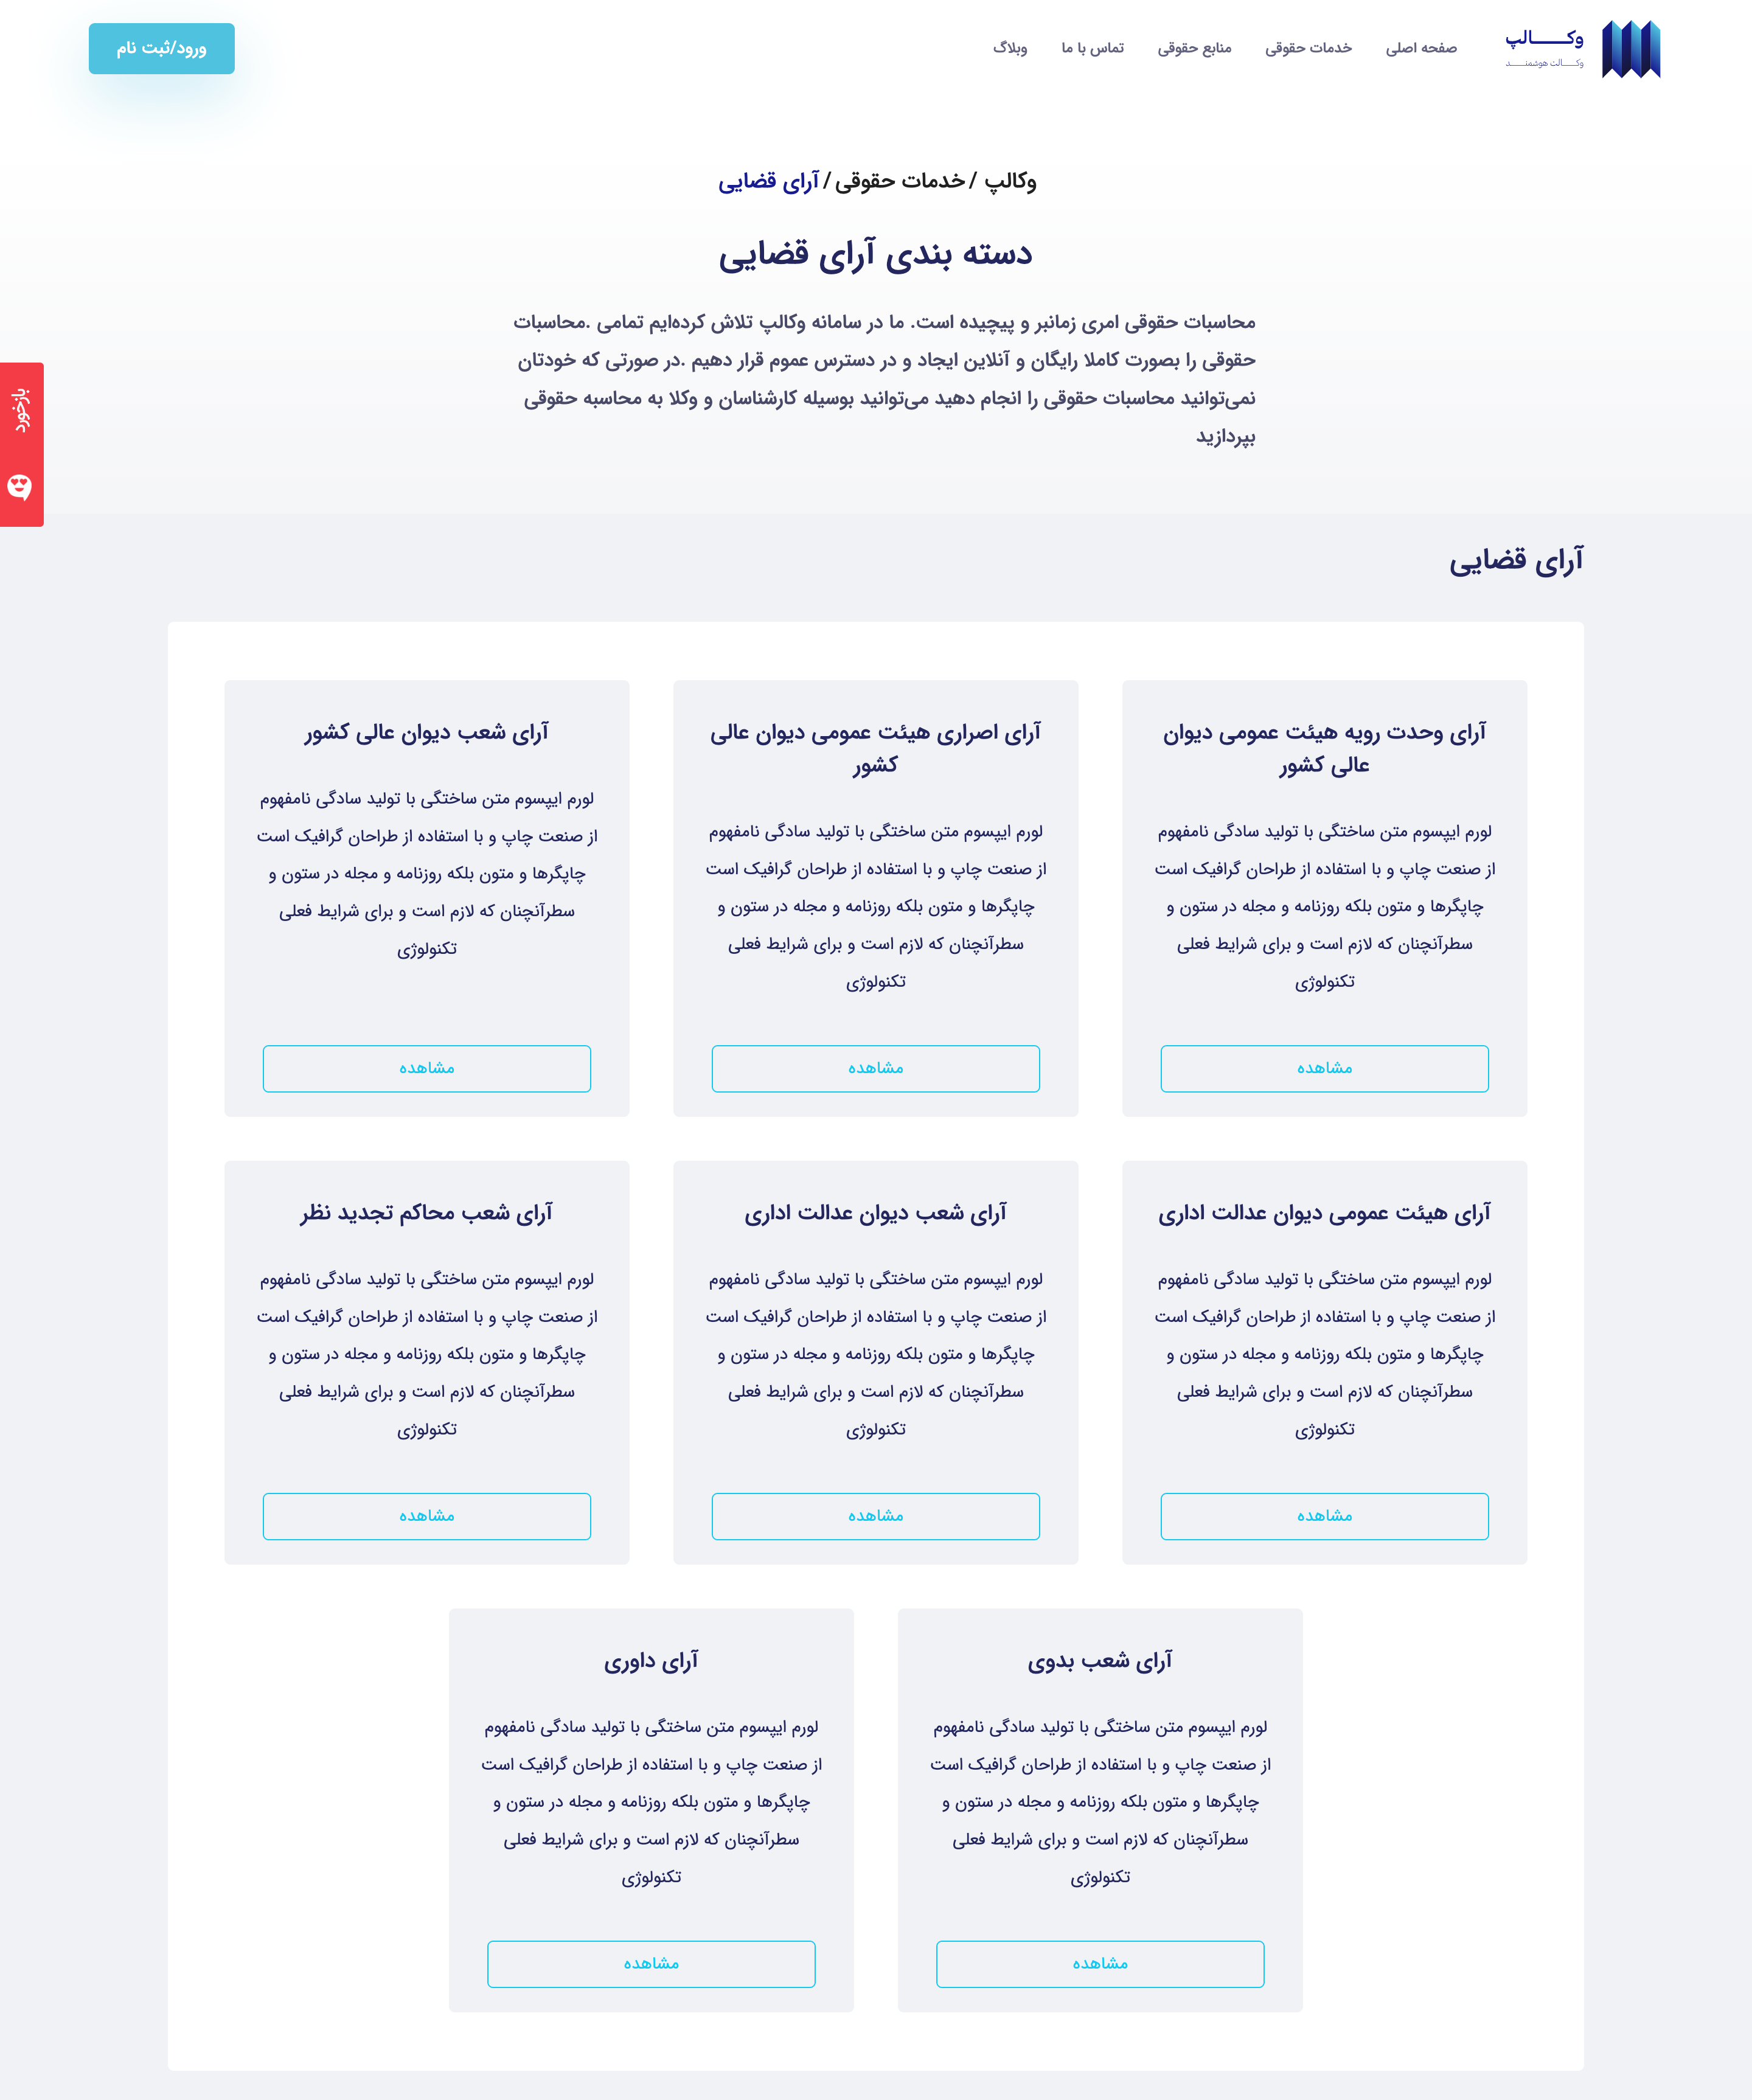 وکـــــالپ
وکـــــالت هوشمنـــــد
صفحه اصلی
خدمات حقوقی
منابع حقوقی
تماس با ما
وبلاگ
ورود/ثبت نام
وکالپ / خدمات حقوقی / آرای قضایی
دسته بندی آرای قضایی
محاسبات حقوقی امری زمانبر و پیچیده است. ما در سامانه وکالپ تلاش کرده‌ایم تمامی .محاسبات
حقوقی را بصورت کاملا رایگان و آنلاین ایجاد و در دسترس عموم قرار دهیم .در صورتی که خودتان
نمی‌توانید محاسبات حقوقی را انجام دهید می‌توانید بوسیله کارشناسان و وکلا به محاسبه حقوقی
بپردازید
بازخورد
آرای قضایی
آرای وحدت رویه هیئت عمومی دیوان
عالی کشور
لورم ایپسوم متن ساختگی با تولید سادگی نامفهوم
از صنعت چاپ و با استفاده از طراحان گرافیک است
چاپگرها و متون بلکه روزنامه و مجله در ستون و
سطرآنچنان که لازم است و برای شرایط فعلی
تکنولوژی
مشاهده
آرای اصراری هیئت عمومی دیوان عالی
کشور
لورم ایپسوم متن ساختگی با تولید سادگی نامفهوم
از صنعت چاپ و با استفاده از طراحان گرافیک است
چاپگرها و متون بلکه روزنامه و مجله در ستون و
سطرآنچنان که لازم است و برای شرایط فعلی
تکنولوژی
مشاهده
آرای شعب دیوان عالی کشور
لورم ایپسوم متن ساختگی با تولید سادگی نامفهوم
از صنعت چاپ و با استفاده از طراحان گرافیک است
چاپگرها و متون بلکه روزنامه و مجله در ستون و
سطرآنچنان که لازم است و برای شرایط فعلی
تکنولوژی
مشاهده
آرای هیئت عمومی دیوان عدالت اداری
لورم ایپسوم متن ساختگی با تولید سادگی نامفهوم
از صنعت چاپ و با استفاده از طراحان گرافیک است
چاپگرها و متون بلکه روزنامه و مجله در ستون و
سطرآنچنان که لازم است و برای شرایط فعلی
تکنولوژی
مشاهده
آرای شعب دیوان عدالت اداری
لورم ایپسوم متن ساختگی با تولید سادگی نامفهوم
از صنعت چاپ و با استفاده از طراحان گرافیک است
چاپگرها و متون بلکه روزنامه و مجله در ستون و
سطرآنچنان که لازم است و برای شرایط فعلی
تکنولوژی
مشاهده
آرای شعب محاکم تجدید نظر
لورم ایپسوم متن ساختگی با تولید سادگی نامفهوم
از صنعت چاپ و با استفاده از طراحان گرافیک است
چاپگرها و متون بلکه روزنامه و مجله در ستون و
سطرآنچنان که لازم است و برای شرایط فعلی
تکنولوژی
مشاهده
آرای شعب بدوی
لورم ایپسوم متن ساختگی با تولید سادگی نامفهوم
از صنعت چاپ و با استفاده از طراحان گرافیک است
چاپگرها و متون بلکه روزنامه و مجله در ستون و
سطرآنچنان که لازم است و برای شرایط فعلی
تکنولوژی
مشاهده
آرای داوری
لورم ایپسوم متن ساختگی با تولید سادگی نامفهوم
از صنعت چاپ و با استفاده از طراحان گرافیک است
چاپگرها و متون بلکه روزنامه و مجله در ستون و
سطرآنچنان که لازم است و برای شرایط فعلی
تکنولوژی
مشاهده